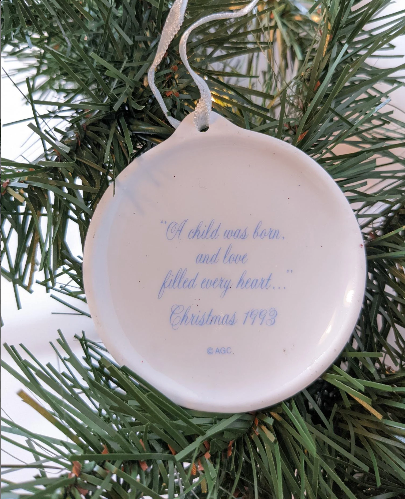 "A child was born,
and love
filled every heart..."
Christmas 1993
© AGC.